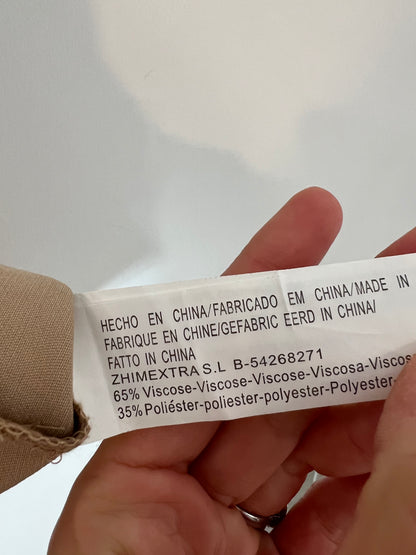 HECHO EN CHINA/FABRICADO EM CHINA/MADE IN
FABRIQUE EN CHINE/GEFABRIC EERD IN CHINA/
FATTO IN CHINA
ZHIMEXTRA S.L B-54268271
65% Viscose-Viscose-Viscose-Viscosa-Viscos
35% Poliéster-poliester-polyester-Polyester-